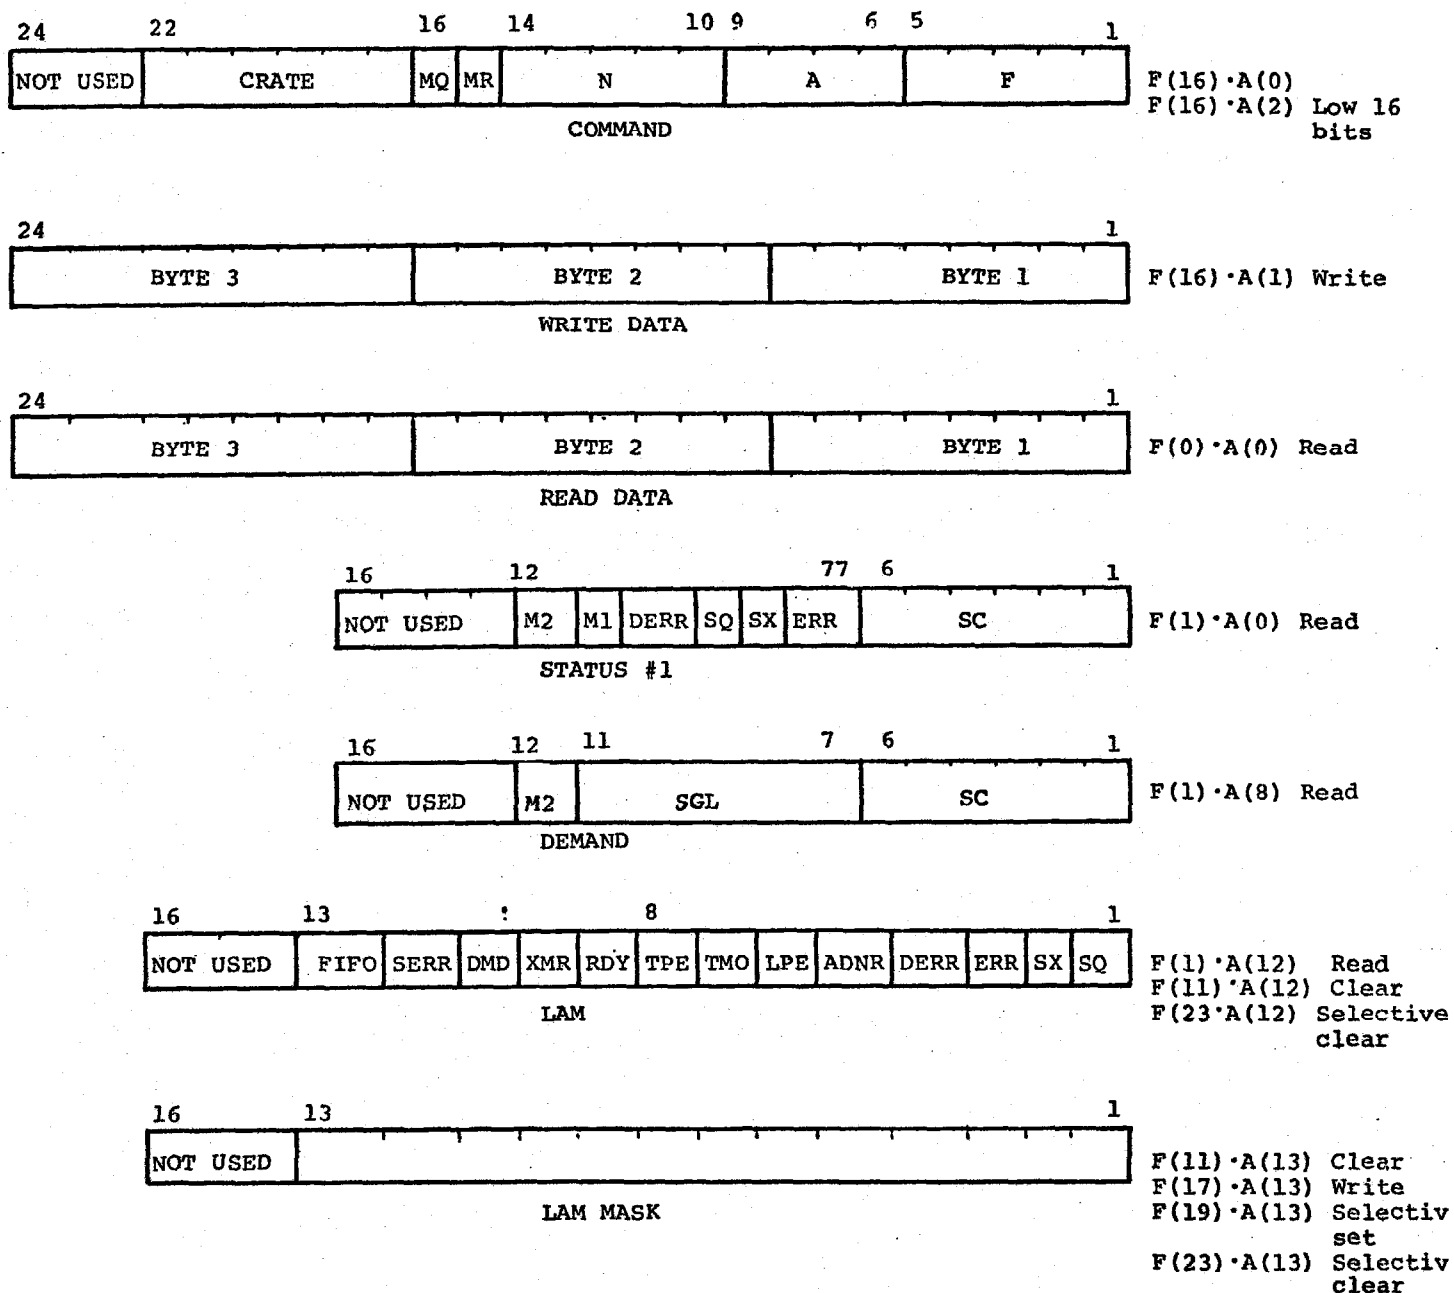 24 22 16 14 10 9 6 5 1
NOT USED CRATE MQ MR N A F F(16)·A(0)
F(16)·A(2) Low 16
bits
COMMAND
24 1
BYTE 3 BYTE 2 BYTE 1 F(16)·A(1) Write
WRITE DATA
24 1
BYTE 3 BYTE 2 BYTE 1 F(0)·A(0) Read
READ DATA
16 12 77 6 1
NOT USED M2 M1 DERR SQ SX ERR SC F(1)·A(0) Read
STATUS #1
16 12 11 7 6 1
NOT USED M2 SGL SC F(1)·A(8) Read
DEMAND
16 13 8 1
NOT USED FIFO SERR DMD XMR RDY TPE TMO LPE ADNR DERR ERR SX SQ F(1)·A(12) Read
F(11)·A(12) Clear
LAM F(23·A(12) Selective
clear
16 13 1
NOT USED F(11)·A(13) Clear
F(17)·A(13) Write
LAM MASK F(19)·A(13) Selectiv
set
F(23)·A(13) Selectiv
clear